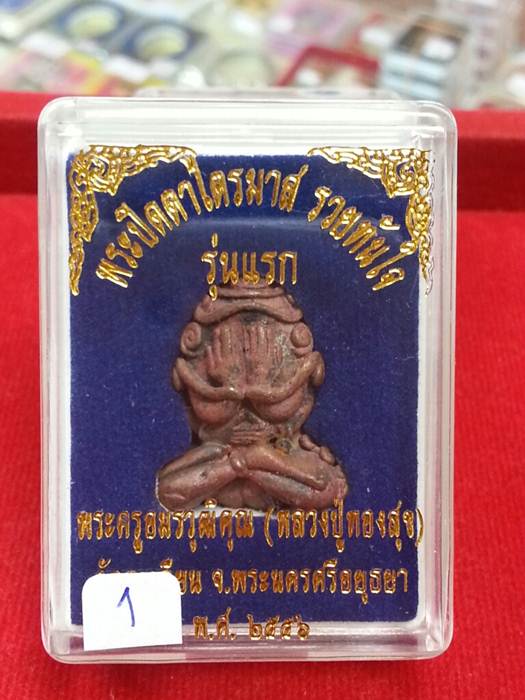 พระปิดตาไตรมาส รวยทันใจ
รุ่นแรก
พระครูอมรวุฒิคุณ (หลวงปู่ทองสุข)
จ.พระนครศรีอยุธยา
พ.ศ. ๒๕๕๖
1